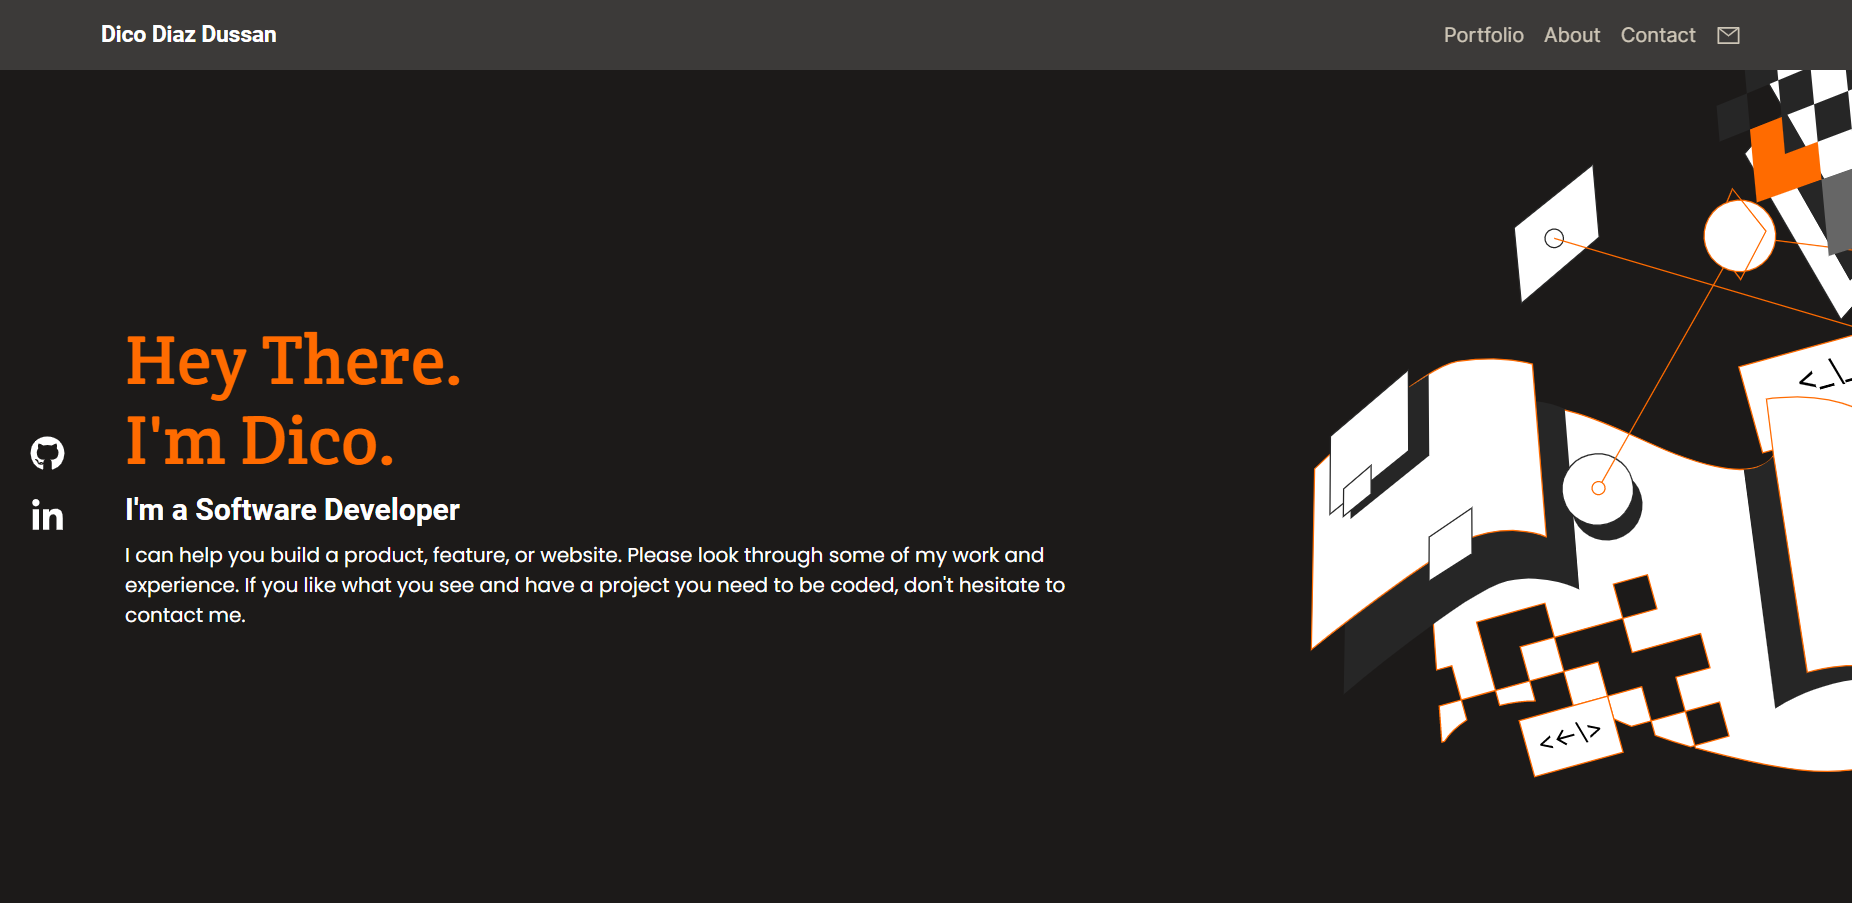 Dico Diaz Dussan
Portfolio About Contact
Hey There.
I'm Dico.
in
I'm a Software Developer
I can help you build a product, feature, or website. Please look through some of my work and
experience. If you like what you see and have a project you need to be coded, don't hesitate to
contact me.
<_\_
<←|>